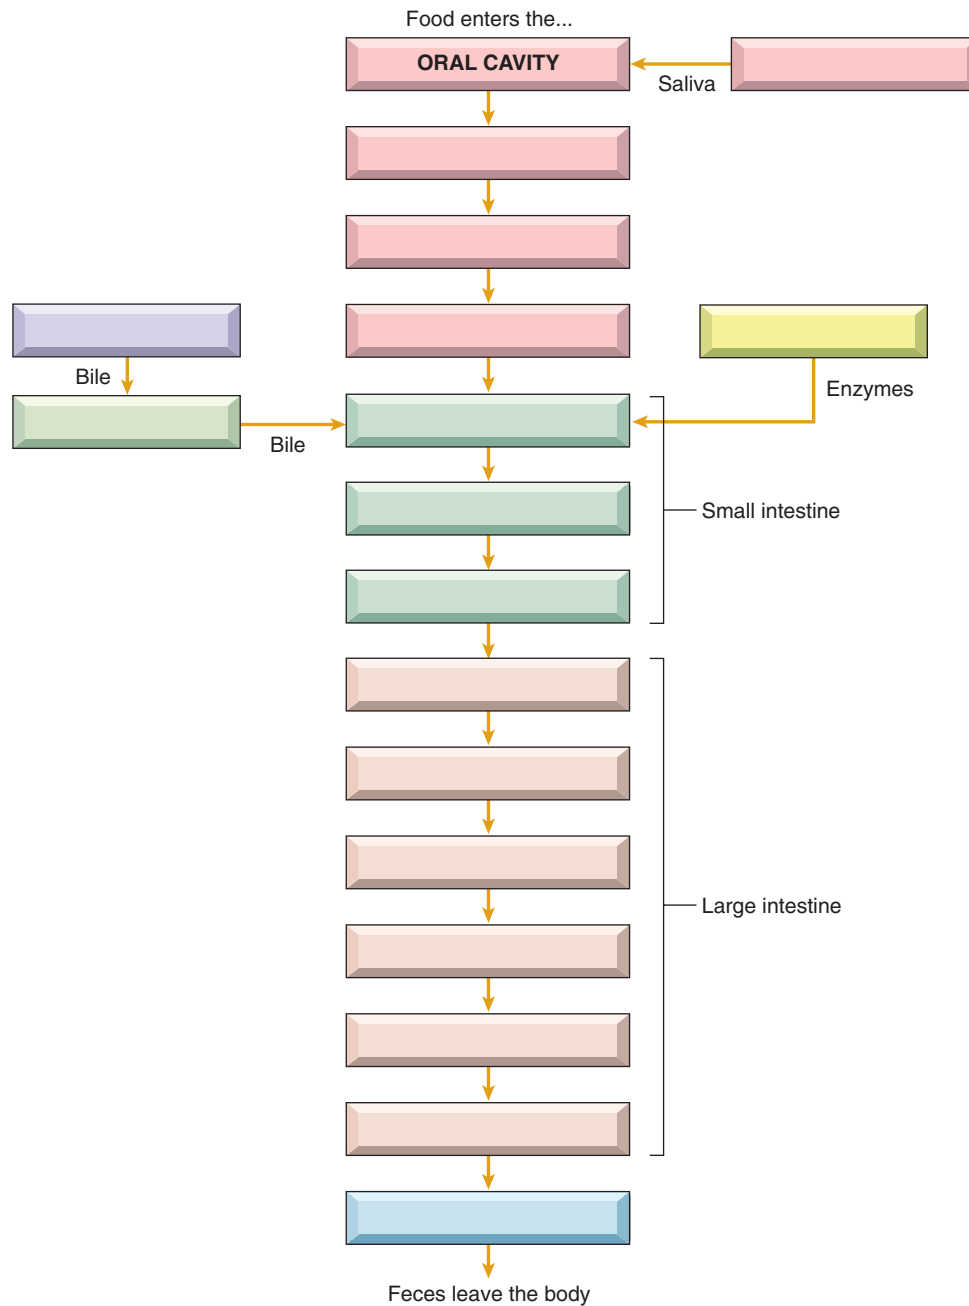 Food enters the...
ORAL CAVITY
Saliva
Bile
Enzymes
Bile
Small intestine
Large intestine
Feces leave the body